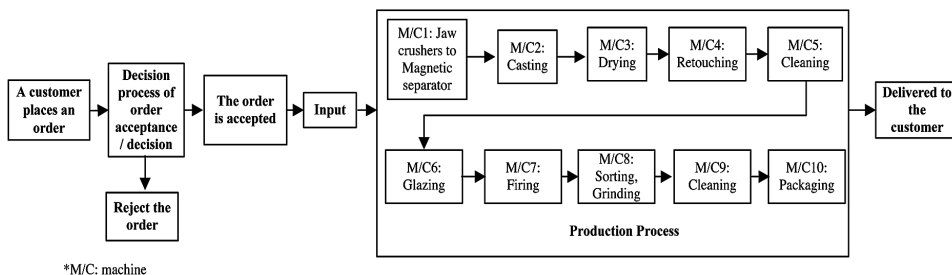 A customer
places an
order
Decision
process of
order
acceptance
/ decision
Reject the
order
The order
is accepted
Input
M/C1: Jaw
crushers to
Magnetic
separator
M/C2:
Casting
M/C3:
Drying
M/C4:
Retouching
M/C5:
Cleaning
M/C6:
Glazing
M/C7:
Firing
M/C8:
Sorting,
Grinding
M/C9:
Cleaning
M/C10:
Packaging
Production Process
Delivered to
the
customer
*M/C: machine